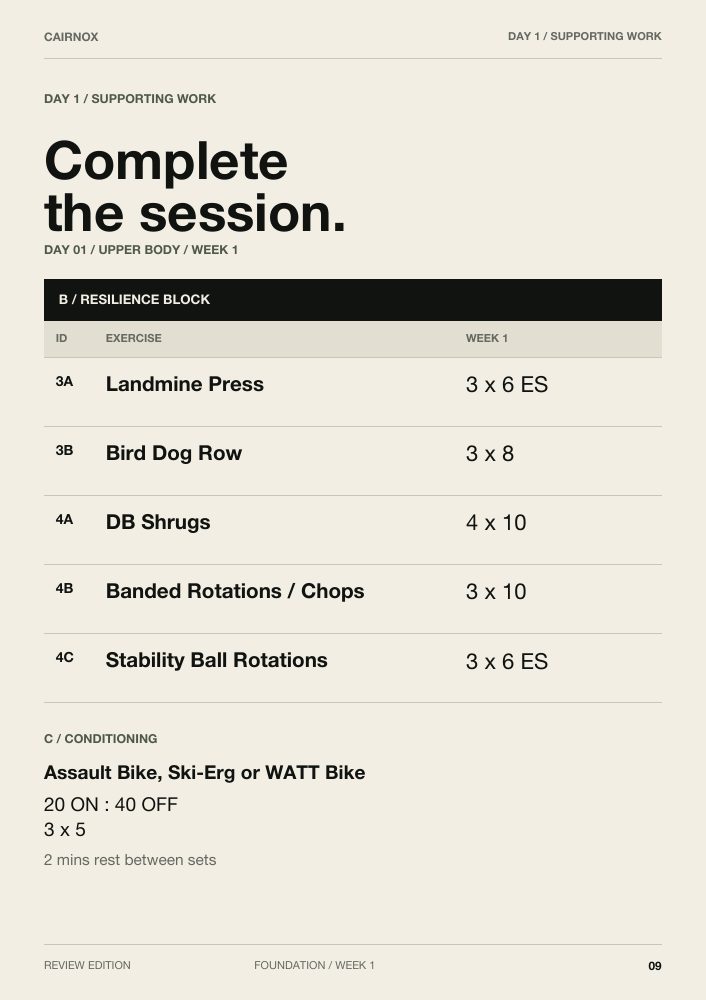 CAIRNOX
DAY 1 / SUPPORTING WORK
DAY 1 / SUPPORTING WORK
Complete
the session.
DAY 01 / UPPER BODY / WEEK 1
B / RESILIENCE BLOCK
ID EXERCISE WEEK 1
3A Landmine Press 3 x 6 ES
3B Bird Dog Row 3 x 8
4A DB Shrugs 4 x 10
4B Banded Rotations / Chops 3 x 10
4C Stability Ball Rotations 3 x 6 ES
C / CONDITIONING
Assault Bike, Ski-Erg or WATT Bike
20 ON : 40 OFF
3 x 5
2 mins rest between sets
REVIEW EDITION FOUNDATION / WEEK 1 09